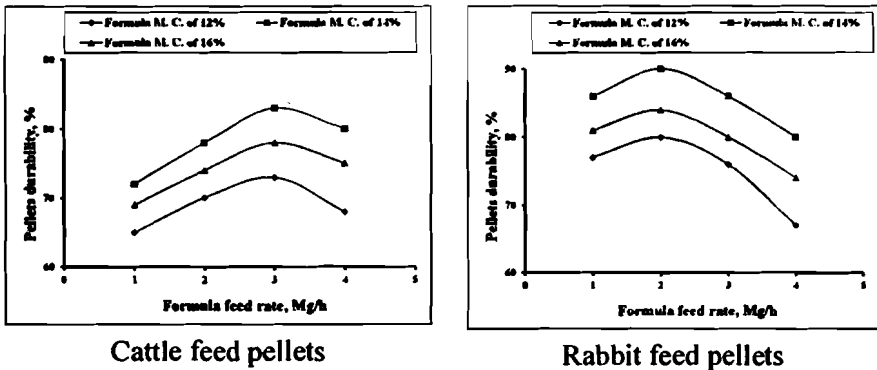 Formula M. C. of 12%
Formula M. C. of 14%
Formula M. C. of 16%
Pellets durability, %
80
70
60
0 1 2 3 4 5
Formula feed rate, Mg/h
Cattle feed pellets
Formula M. C. of 12%
Formula M. C. of 14%
Formula M. C. of 16%
Pellets durability, %
90
80
70
60
0 1 2 3 4 5
Formula feed rate, Mg/h
Rabbit feed pellets